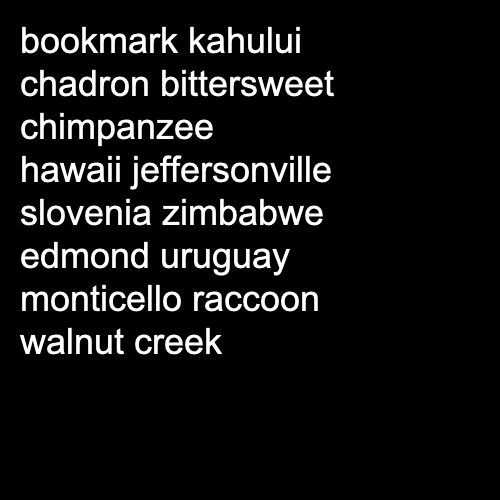 bookmark kahului
chadron bittersweet
chimpanzee
hawaii jeffersonville
slovenia zimbabwe
edmond uruguay
monticello raccoon
walnut creek